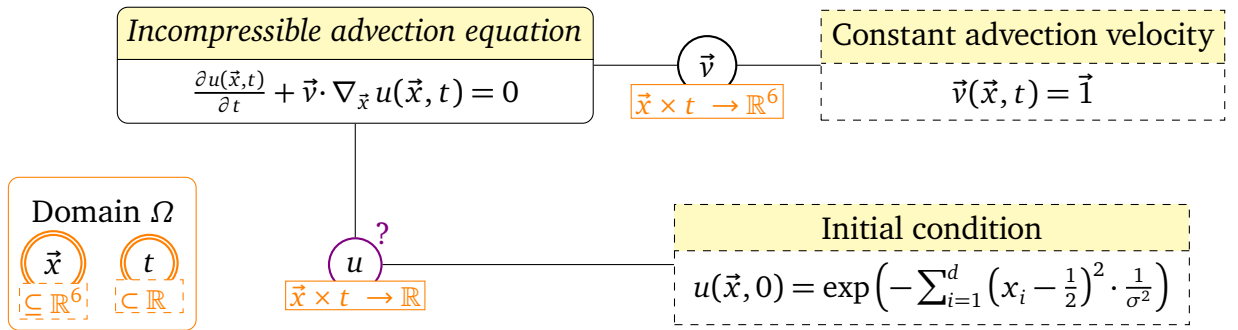 Incompressible advection equation
∂u(x⃗,t)/∂t + v⃗ · ∇_x⃗ u(x⃗, t) = 0
v⃗
x⃗ × t → ℝ⁶
Constant advection velocity
v⃗(x⃗, t) = 1⃗
Domain Ω
x⃗
⊆ ℝ⁶
t
⊂ ℝ
?
u
x⃗ × t → ℝ
Initial condition
u(x⃗, 0) = exp(−∑_{i=1}^{d} (x_i − 1/2)² · 1/σ²)